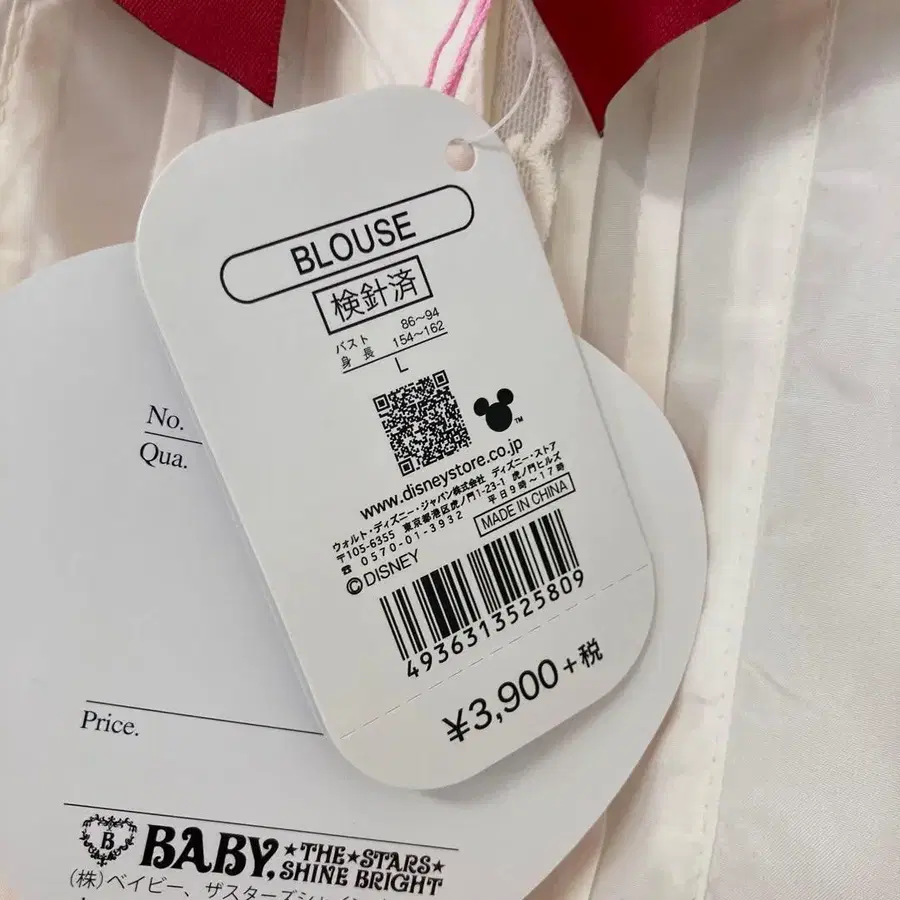 BLOUSE
検針済
バスト 86〜94
身長 154〜162
L
TM
www.disneystore.co.jp
ウォルト・ディズニー・ジャパン株式会社 ディズニー・ストア
〒105-6355 東京都港区虎ノ門1-23-1 虎ノ門ヒルズ
☎ 0570-01-3932 平日9時〜17時
MADE IN CHINA
©DISNEY
4936313525809
¥3,900+税
No.
Qua.
Price.
B
BABY, ★THE★STARS★
SHINE BRIGHT
(株)ベイビー、ザスターズシャイン